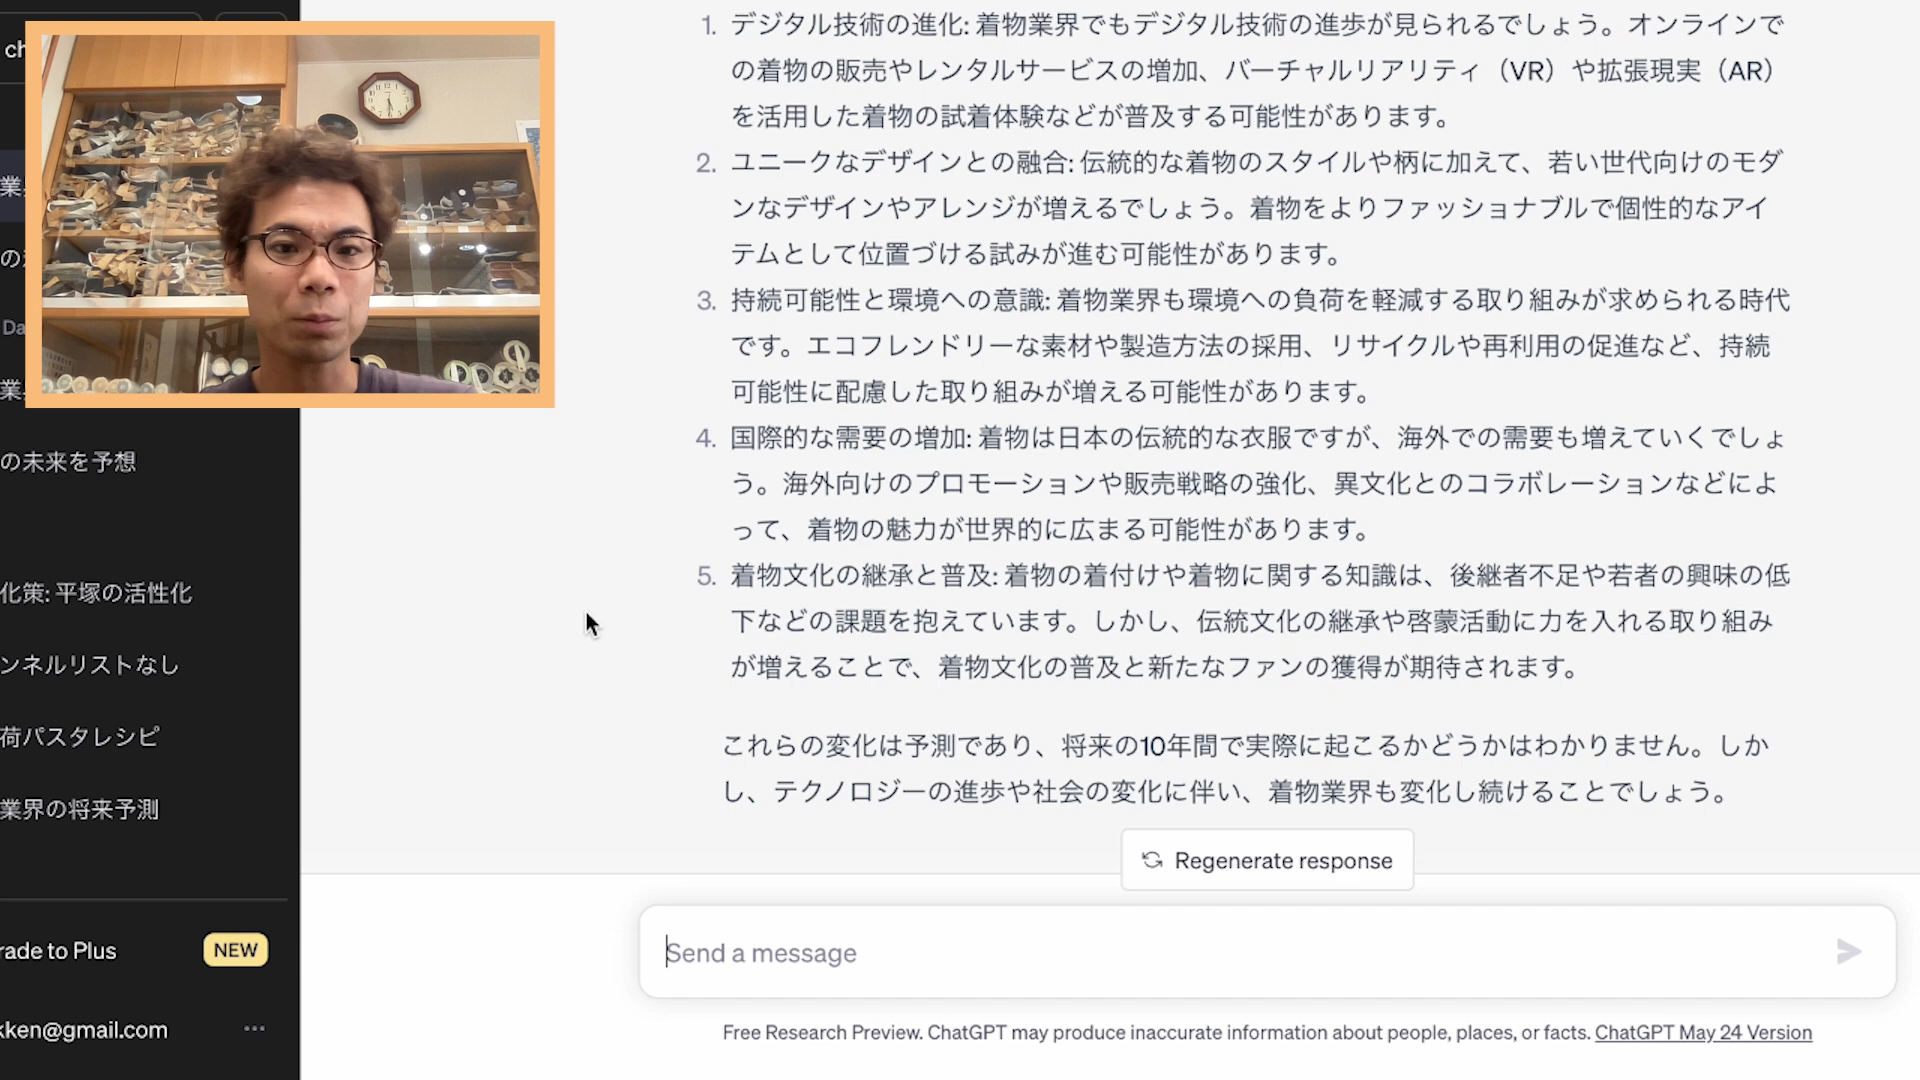 ch
業
の
Da
業
の未来を予想
化策: 平塚の活性化
ンネルリストなし
荷パスタレシピ
業界の将来予測
rade to Plus
NEW
kken@gmail.com
1. デジタル技術の進化: 着物業界でもデジタル技術の進歩が見られるでしょう。オンラインで
の着物の販売やレンタルサービスの増加、バーチャルリアリティ（VR）や拡張現実（AR）
を活用した着物の試着体験などが普及する可能性があります。
2. ユニークなデザインとの融合: 伝統的な着物のスタイルや柄に加えて、若い世代向けのモダ
ンなデザインやアレンジが増えるでしょう。着物をよりファッショナブルで個性的なアイ
テムとして位置づける試みが進む可能性があります。
3. 持続可能性と環境への意識: 着物業界も環境への負荷を軽減する取り組みが求められる時代
です。エコフレンドリーな素材や製造方法の採用、リサイクルや再利用の促進など、持続
可能性に配慮した取り組みが増える可能性があります。
4. 国際的な需要の増加: 着物は日本の伝統的な衣服ですが、海外での需要も増えていくでしょ
う。海外向けのプロモーションや販売戦略の強化、異文化とのコラボレーションなどによ
って、着物の魅力が世界的に広まる可能性があります。
5. 着物文化の継承と普及: 着物の着付けや着物に関する知識は、後継者不足や若者の興味の低
下などの課題を抱えています。しかし、伝統文化の継承や啓蒙活動に力を入れる取り組み
が増えることで、着物文化の普及と新たなファンの獲得が期待されます。
これらの変化は予測であり、将来の10年間で実際に起こるかどうかはわかりません。しか
し、テクノロジーの進歩や社会の変化に伴い、着物業界も変化し続けることでしょう。
Regenerate response
Send a message
Free Research Preview. ChatGPT may produce inaccurate information about people, places, or facts. ChatGPT May 24 Version